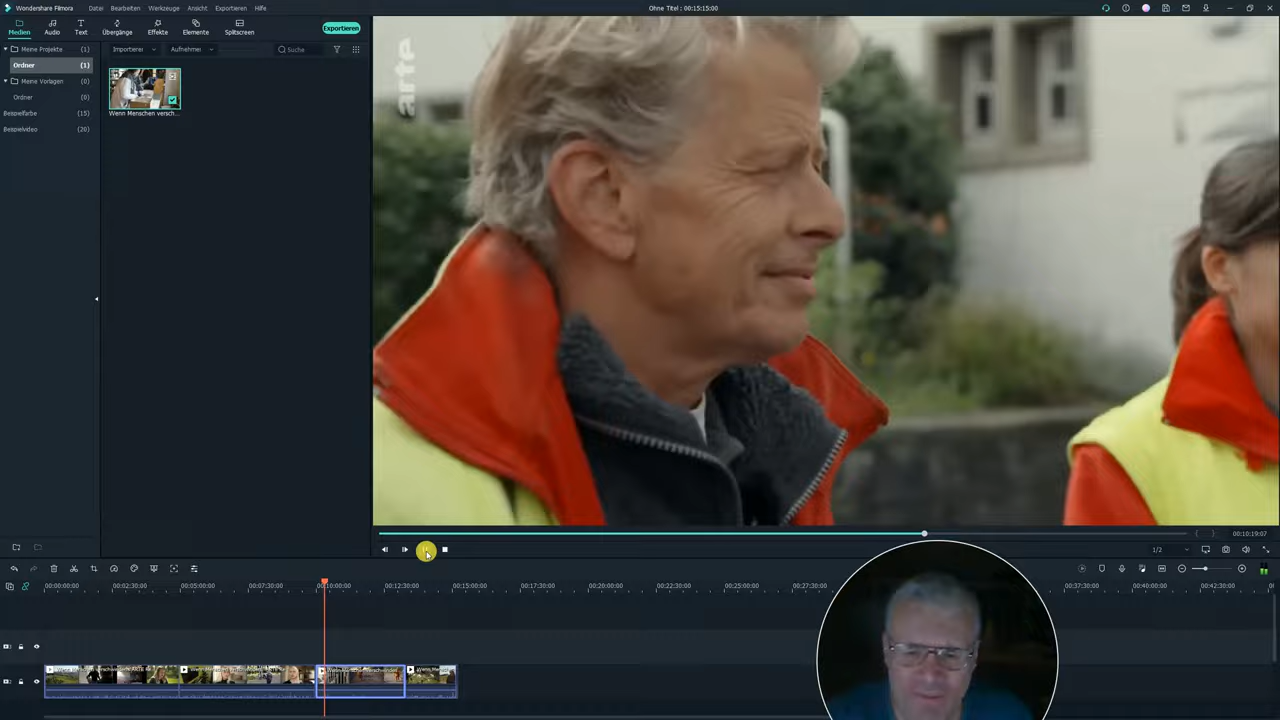 Wondershare Filmora
Datei
Bearbeiten
Werkzeuge
Ansicht
Exportieren
Hilfe
Ohne Titel : 00:15:15:00
Medien
Audio
Text
Übergänge
Effekte
Elemente
Splitscreen
Exportieren
Meine Projekte (1)
Ordner (1)
Meine Vorlagen (0)
Ordner (0)
Beispielfarbe (15)
Beispielvideo (20)
Suche
Wenn Menschen versch...
arte
1/2
00:10:19:07
00:00:00:00
00:02:30:00
00:05:00:00
00:07:30:00
00:10:00:00
00:12:30:00
00:15:00:00
00:17:30:00
00:20:00:00
00:22:30:00
00:25:00:00
00:27:30:00
00:37:30:00
00:40:00:00
00:42:30:00